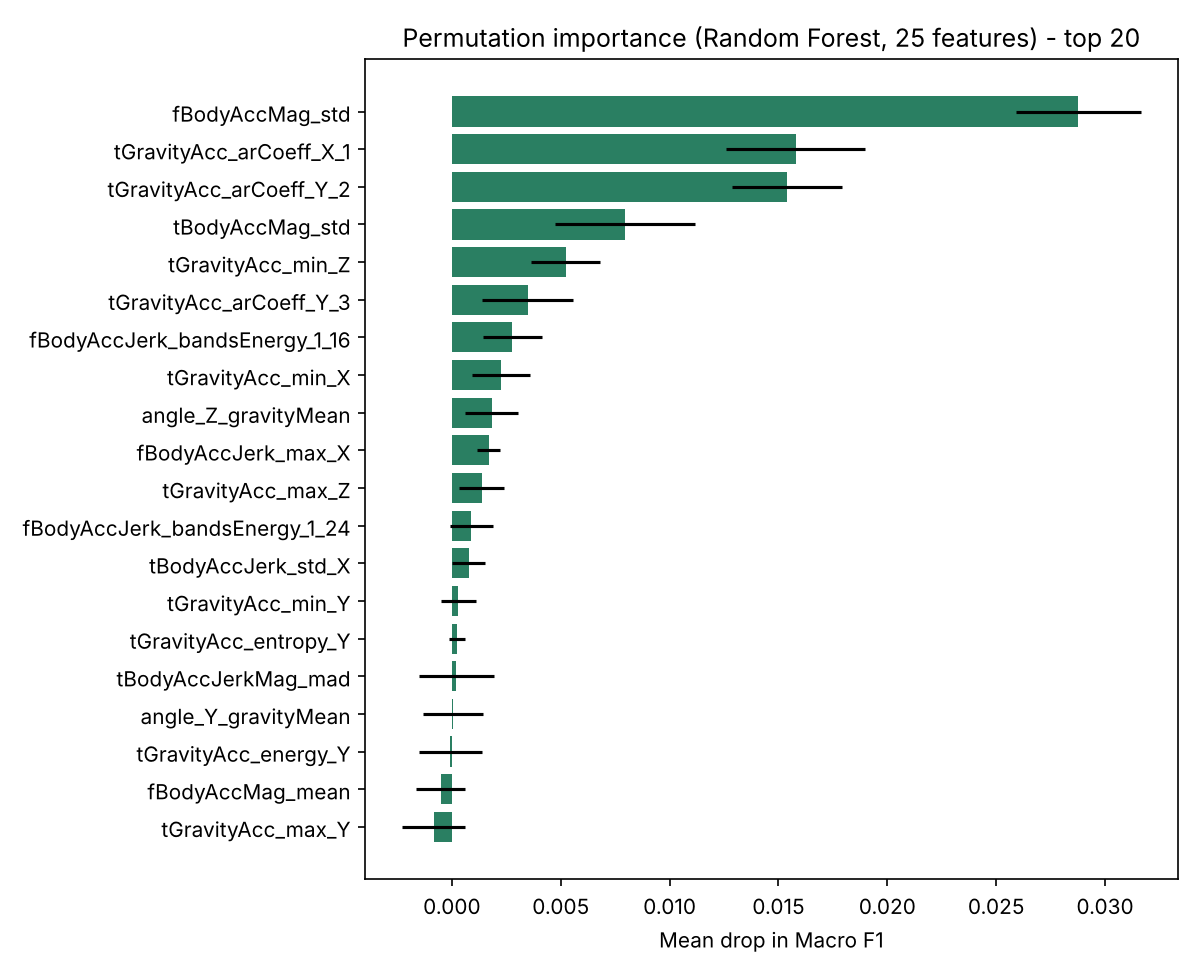 Permutation importance (Random Forest, 25 features) - top 20
fBodyAccMag_std
tGravityAcc_arCoeff_X_1
tGravityAcc_arCoeff_Y_2
tBodyAccMag_std
tGravityAcc_min_Z
tGravityAcc_arCoeff_Y_3
fBodyAccJerk_bandsEnergy_1_16
tGravityAcc_min_X
angle_Z_gravityMean
fBodyAccJerk_max_X
tGravityAcc_max_Z
fBodyAccJerk_bandsEnergy_1_24
tBodyAccJerk_std_X
tGravityAcc_min_Y
tGravityAcc_entropy_Y
tBodyAccJerkMag_mad
angle_Y_gravityMean
tGravityAcc_energy_Y
fBodyAccMag_mean
tGravityAcc_max_Y
0.000 0.005 0.010 0.015 0.020 0.025 0.030
Mean drop in Macro F1